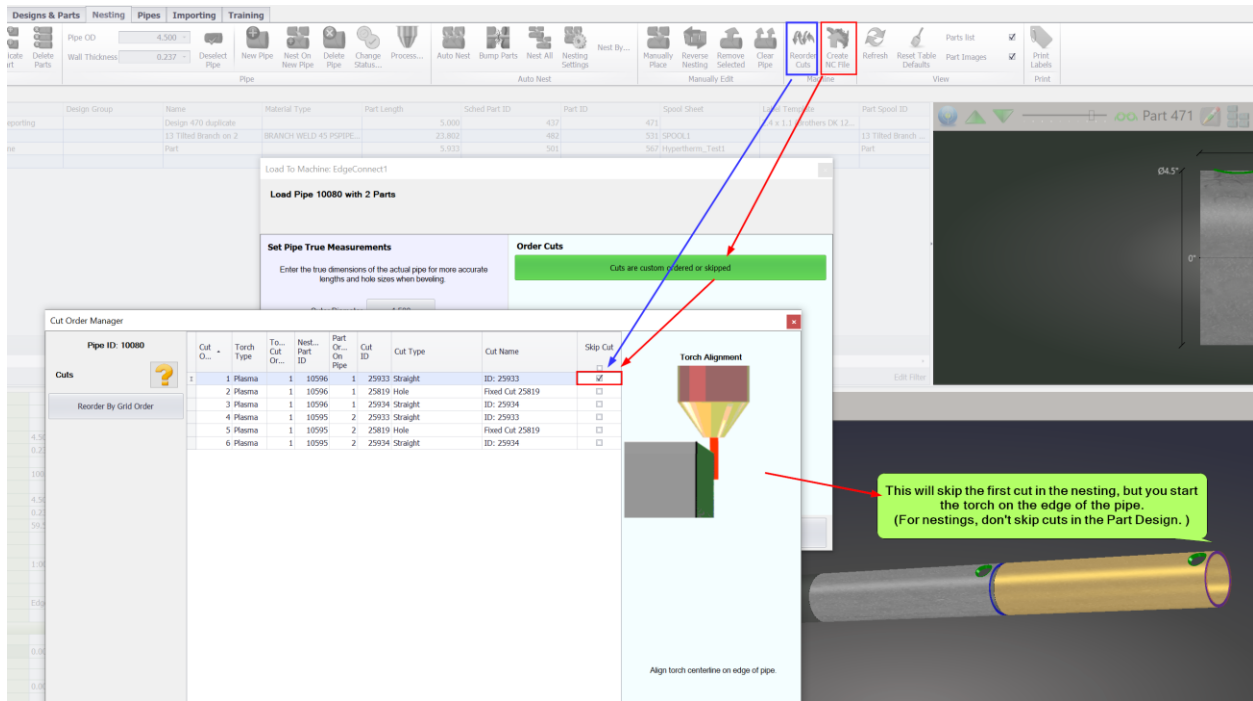 Designs & Parts Nesting Pipes Importing Training
Pipe OD 4.500
Wall Thickness 0.237
Delete Parts
Deselect Pipe
New Pipe
Nest On New Pipe
Delete Pipe
Change Status...
Process...
Auto Nest
Bump Parts
Nest All
Nesting Settings
Nest By...
Manually Place
Reverse Nesting
Remove Selected
Clear Pipe
Reorder Cuts
Create NC File
Refresh
Reset Table Defaults
Parts list
Part Images
Print Labels
Pipe Auto Nest Manually Edit Machine View Print
Design Group Name Material Type Part Length Sched Part ID Part ID Spool Sheet Label Template Part Spool ID
Design 470 duplicate 5.000 437 471
13 Tilted Branch on 2 BRANCH WELD 45 PSPIPE... 23.802 482 531 SPOOL1 13 Tilted Branch ...
Part 5.933 501 567 Hypertherm_Test1 Part
Part 471
Ø4.5"
0"
Load To Machine: EdgeConnect1
Load Pipe 10080 with 2 Parts
Set Pipe True Measurements
Enter the true dimensions of the actual pipe for more accurate
lengths and hole sizes when beveling.
Order Cuts
Cuts are custom ordered or skipped
Edit Filter
Cut Order Manager
Pipe ID: 10080
Cuts
Reorder By Grid Order
Cut O... Torch Type To... Cut Or... Nest... Part ID Part Or... On Pipe Cut ID Cut Type Cut Name Skip Cut
1 Plasma 1 10596 1 25933 Straight ID: 25933
2 Plasma 1 10596 1 25819 Hole Fixed Cut 25819
3 Plasma 1 10596 1 25934 Straight ID: 25934
4 Plasma 1 10595 2 25933 Straight ID: 25933
5 Plasma 1 10595 2 25819 Hole Fixed Cut 25819
6 Plasma 1 10595 2 25934 Straight ID: 25934
Torch Alignment
Align torch centerline on edge of pipe.
This will skip the first cut in the nesting, but you start
the torch on the edge of the pipe.
(For nestings, don't skip cuts in the Part Design. )